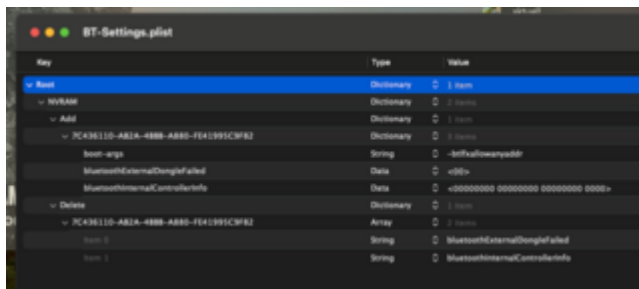 BT-Settings.plist
Key Type Value
Root Dictionary 1 item
NVRAM Dictionary 2 items
Add Dictionary 1 item
7C436110-AB2A-4BBB-A880-FE41995C9F82 Dictionary 3 items
boot-args String -btlfxallowanyaddr
bluetoothExternalDongleFailed Data <00>
bluetoothInternalControllerInfo Data <00000000 00000000 00000000 0000>
Delete Dictionary 1 item
7C436110-AB2A-4BBB-A880-FE41995C9F82 Array 2 items
Item 0 String bluetoothExternalDongleFailed
Item 1 String bluetoothInternalControllerInfo